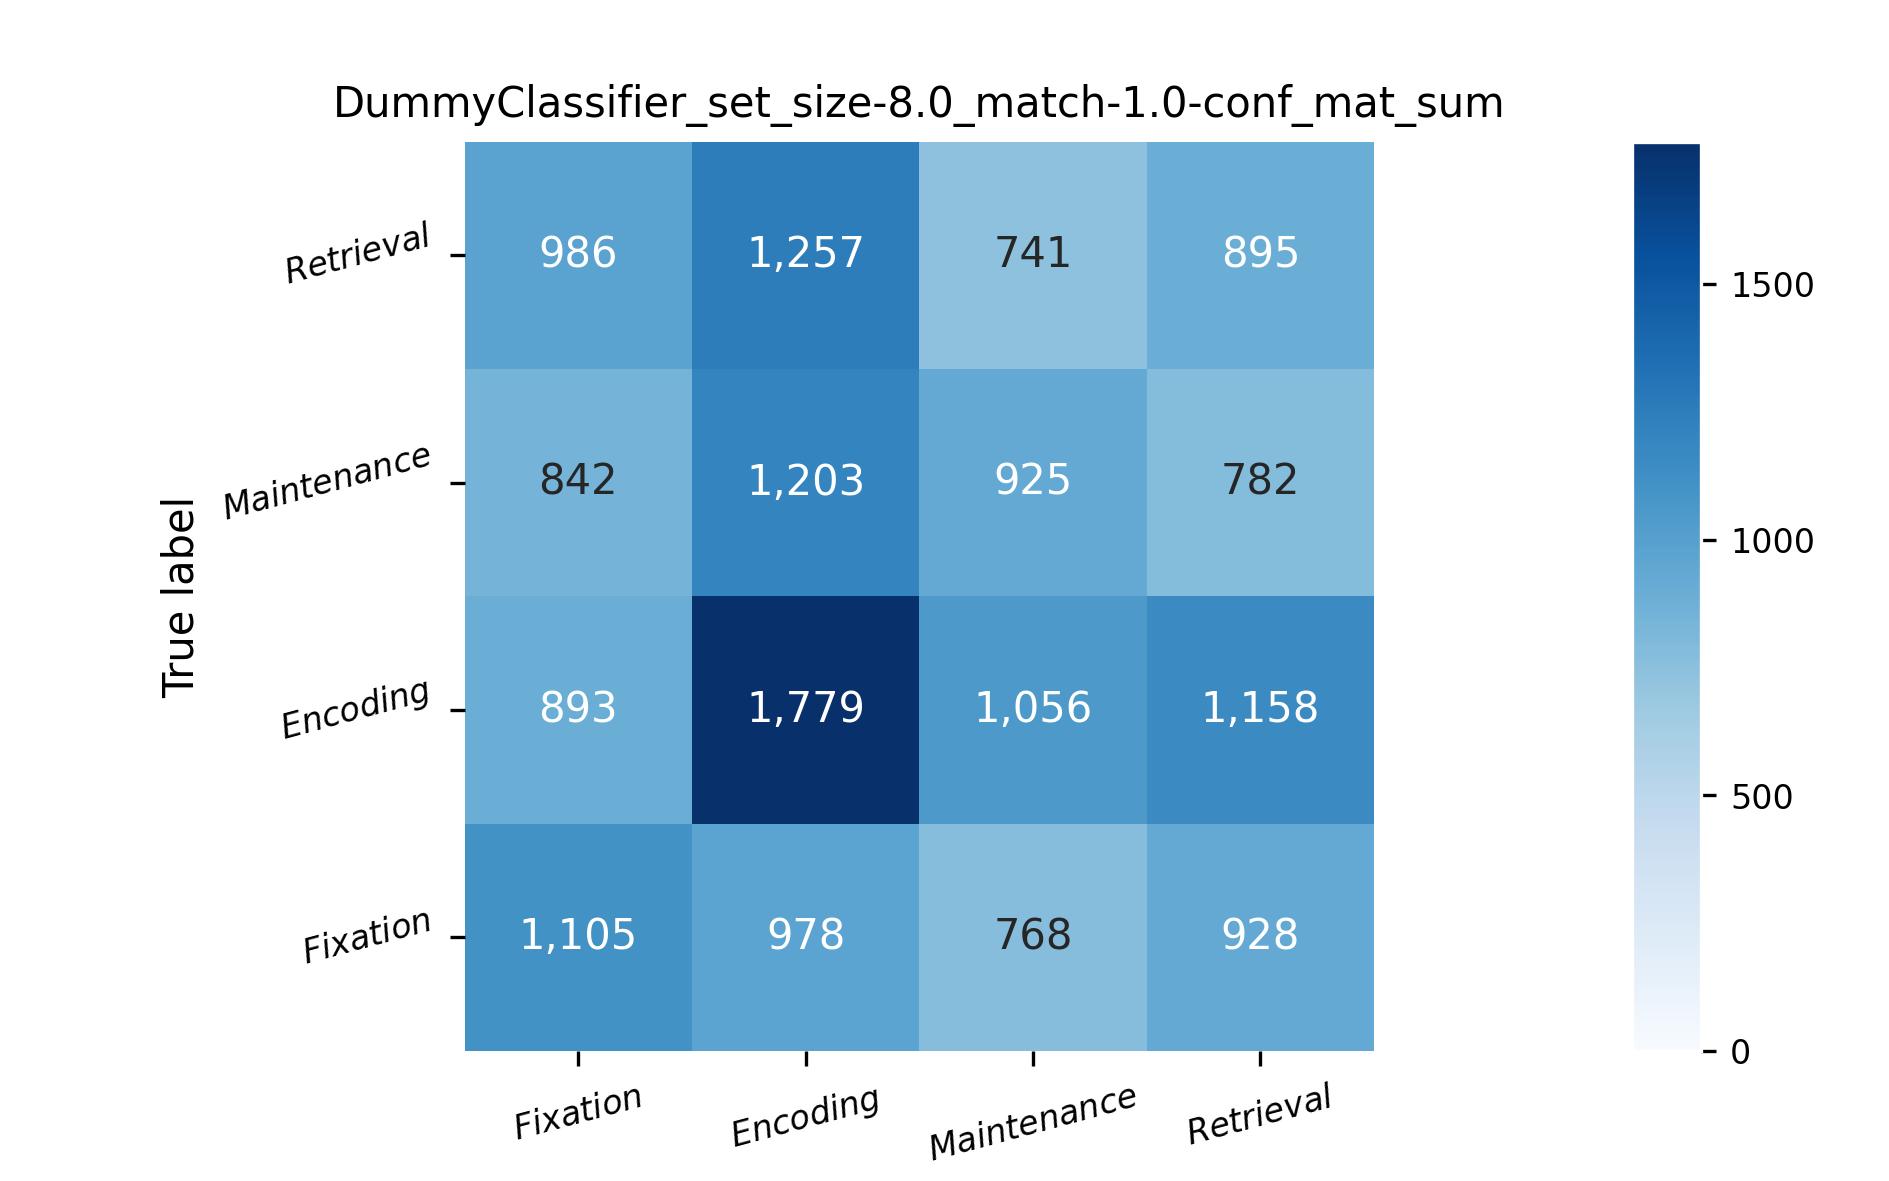 DummyClassifier_set_size-8.0_match-1.0-conf_mat_sum
True label
Retrieval 986 1,257 741 895
Maintenance 842 1,203 925 782
Encoding 893 1,779 1,056 1,158
Fixation 1,105 978 768 928
Fixation Encoding Maintenance Retrieval
1500
1000
500
0